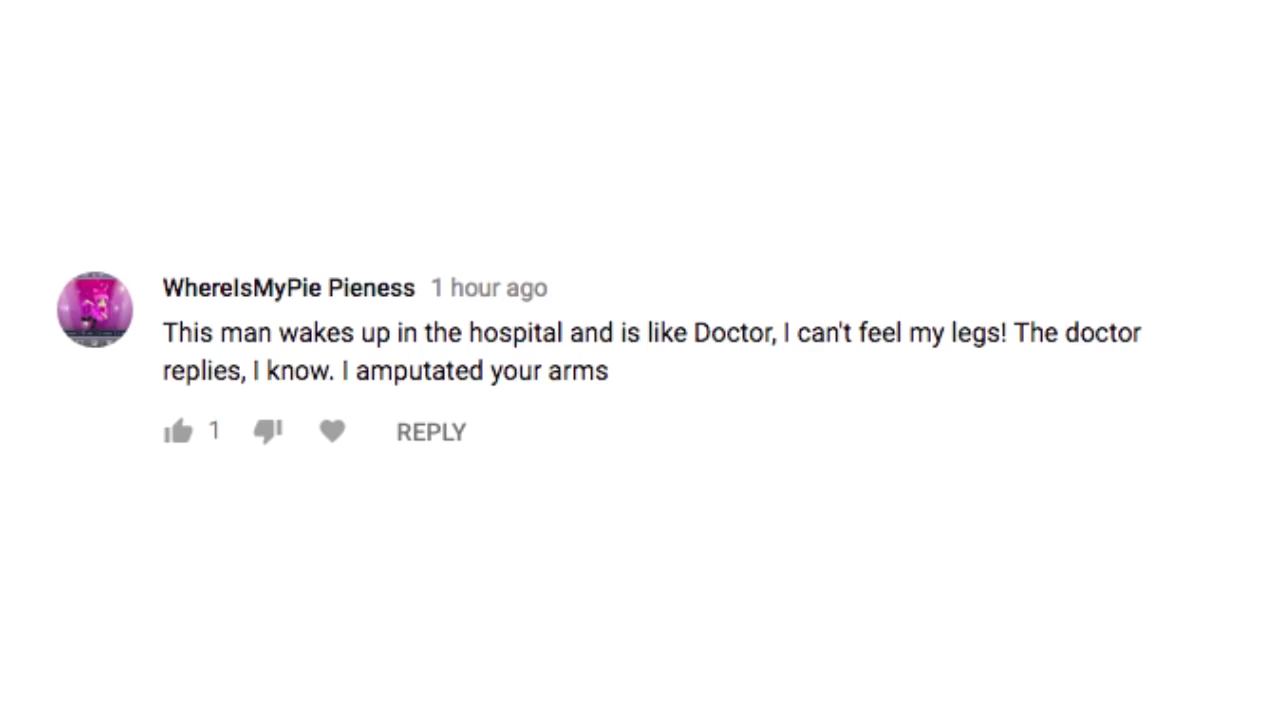 WhereIsMyPie Pieness 1 hour ago
This man wakes up in the hospital and is like Doctor, I can't feel my legs! The doctor
replies, I know. I amputated your arms
1 REPLY